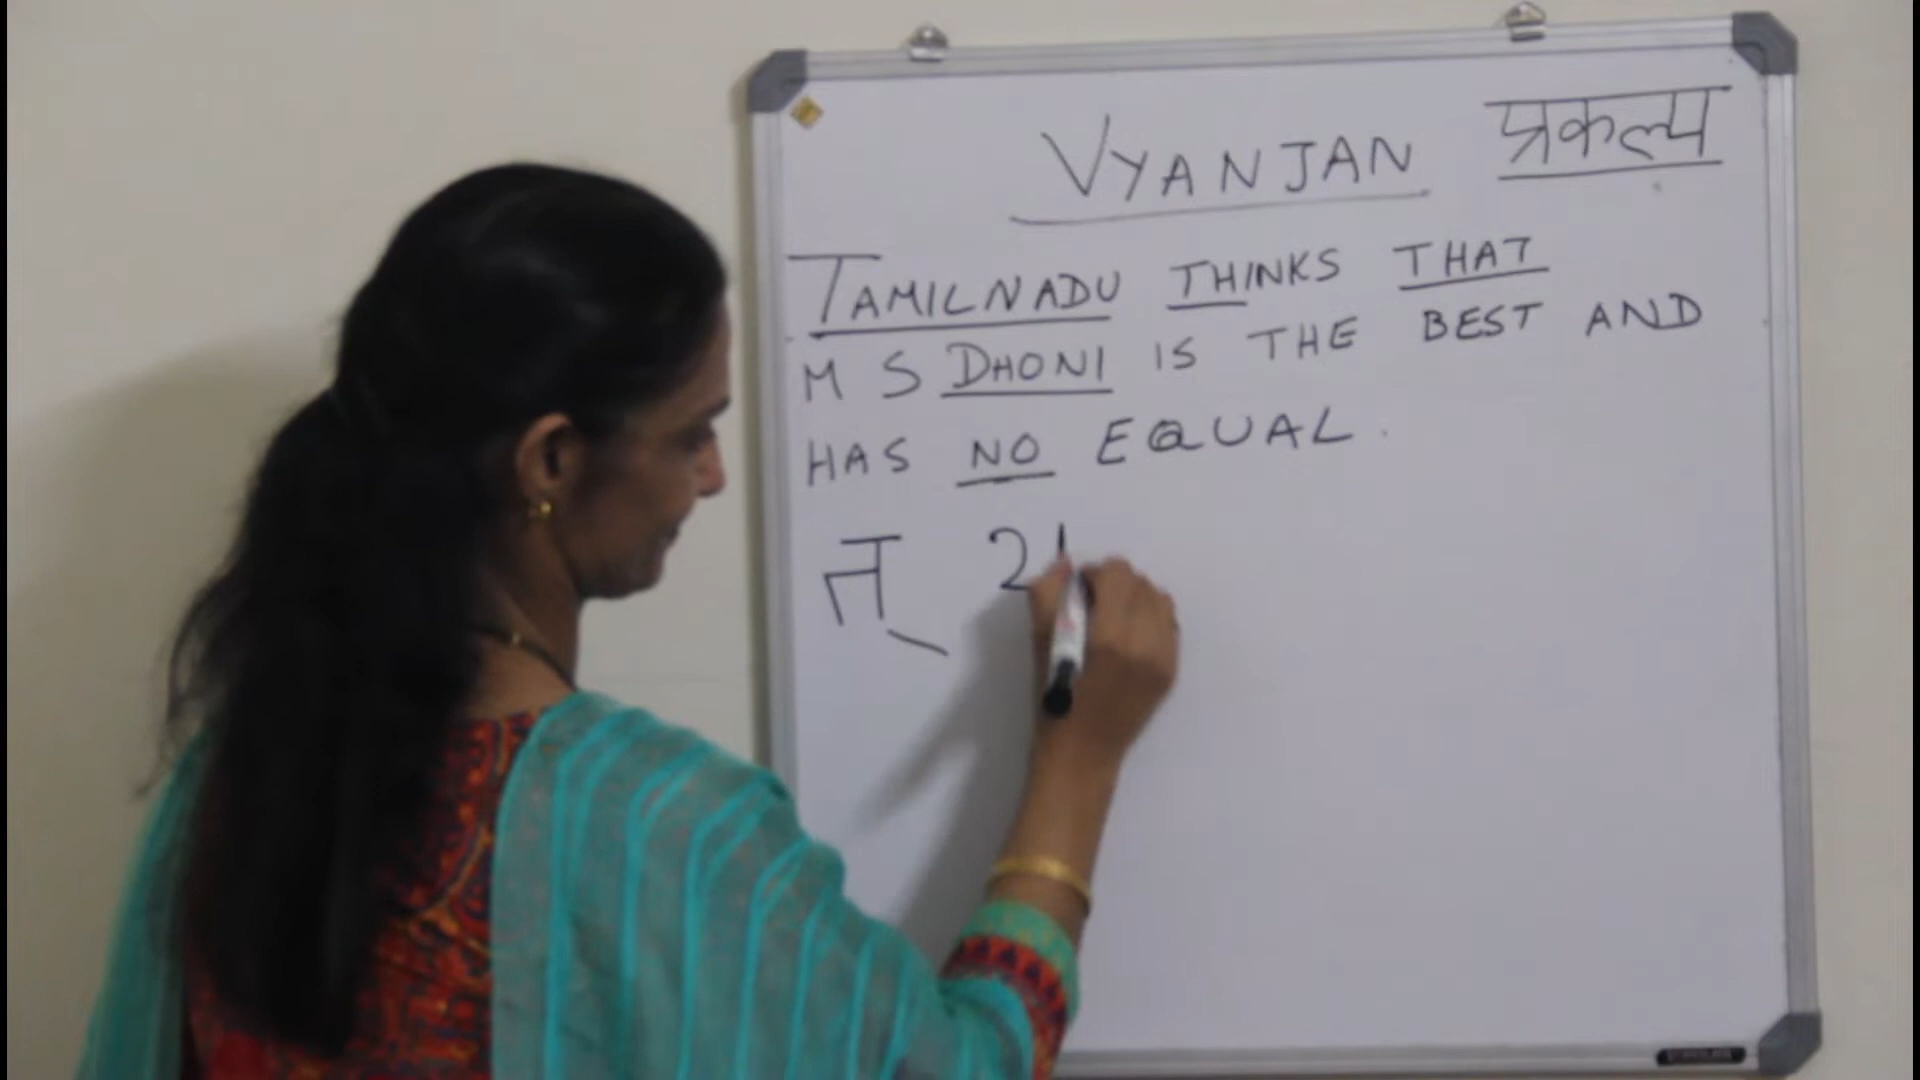 VYANJAN प्रकल्प
TAMILNADU THINKS THAT
M S DHONI IS THE BEST AND
HAS NO EQUAL.
त्